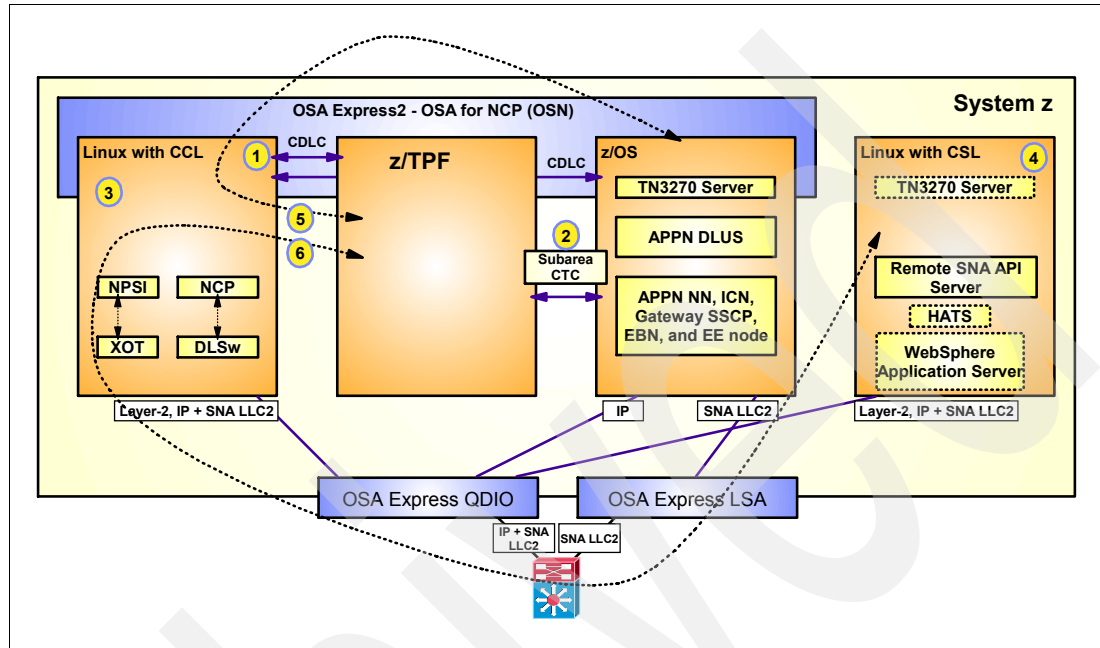 OSA Express2 - OSA for NCP (OSN)
System z
Linux with CCL
1
CDLC
z/TPF
CDLC
z/OS
Linux with CSL
4
3
TN3270 Server
TN3270 Server
5
2
APPN DLUS
6
Subarea
CTC
Remote SNA API
Server
NPSI
NCP
APPN NN, ICN,
Gateway SSCP,
EBN, and EE node
HATS
XOT
DLSw
WebSphere
Application Server
Layer-2, IP + SNA LLC2
IP
SNA LLC2
Layer-2, IP + SNA LLC2
OSA Express QDIO
OSA Express LSA
IP + SNA
LLC2
SNA LLC2